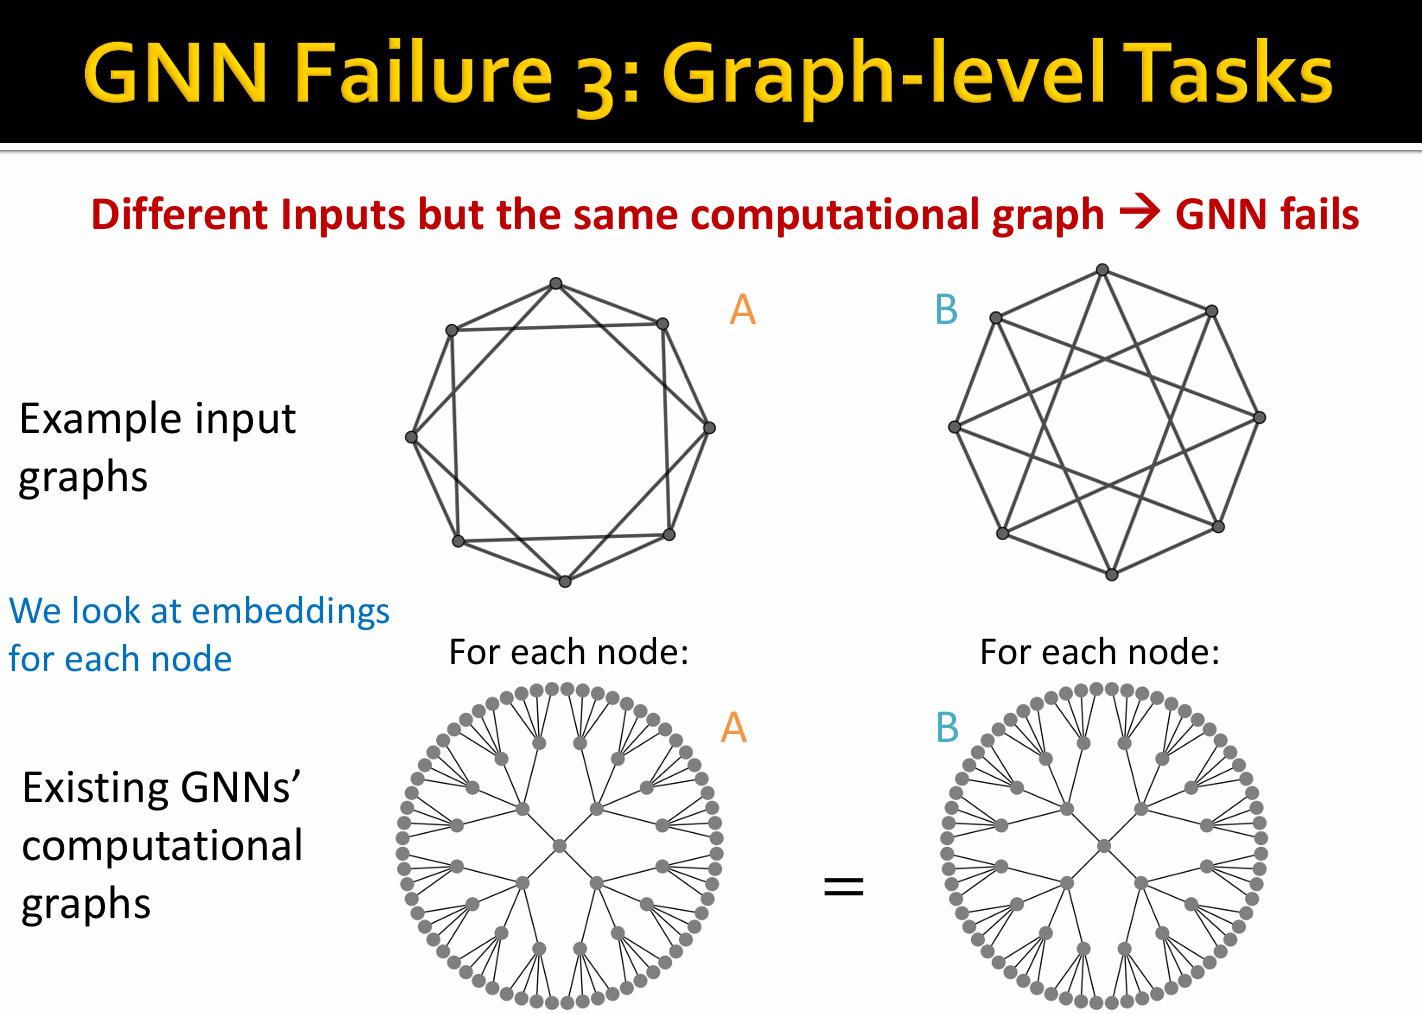 GNN Failure 3: Graph-level Tasks
Different Inputs but the same computational graph → GNN fails
A
B
Example input
graphs
We look at embeddings
for each node
For each node:
For each node:
A
B
Existing GNNs’
computational
graphs
=